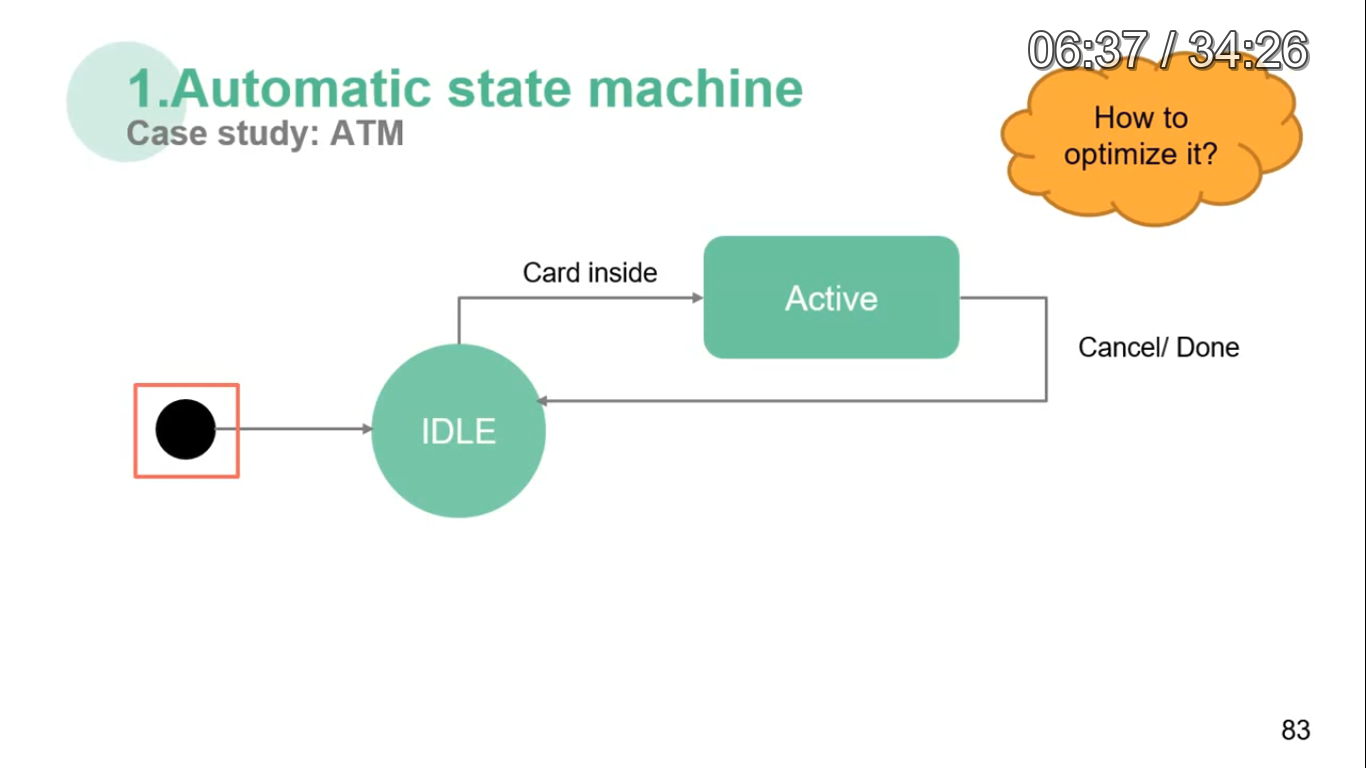 06:37 / 34:26
1.Automatic state machine
Case study: ATM
How to
optimize it?
Card inside
Active
Cancel/ Done
IDLE
83